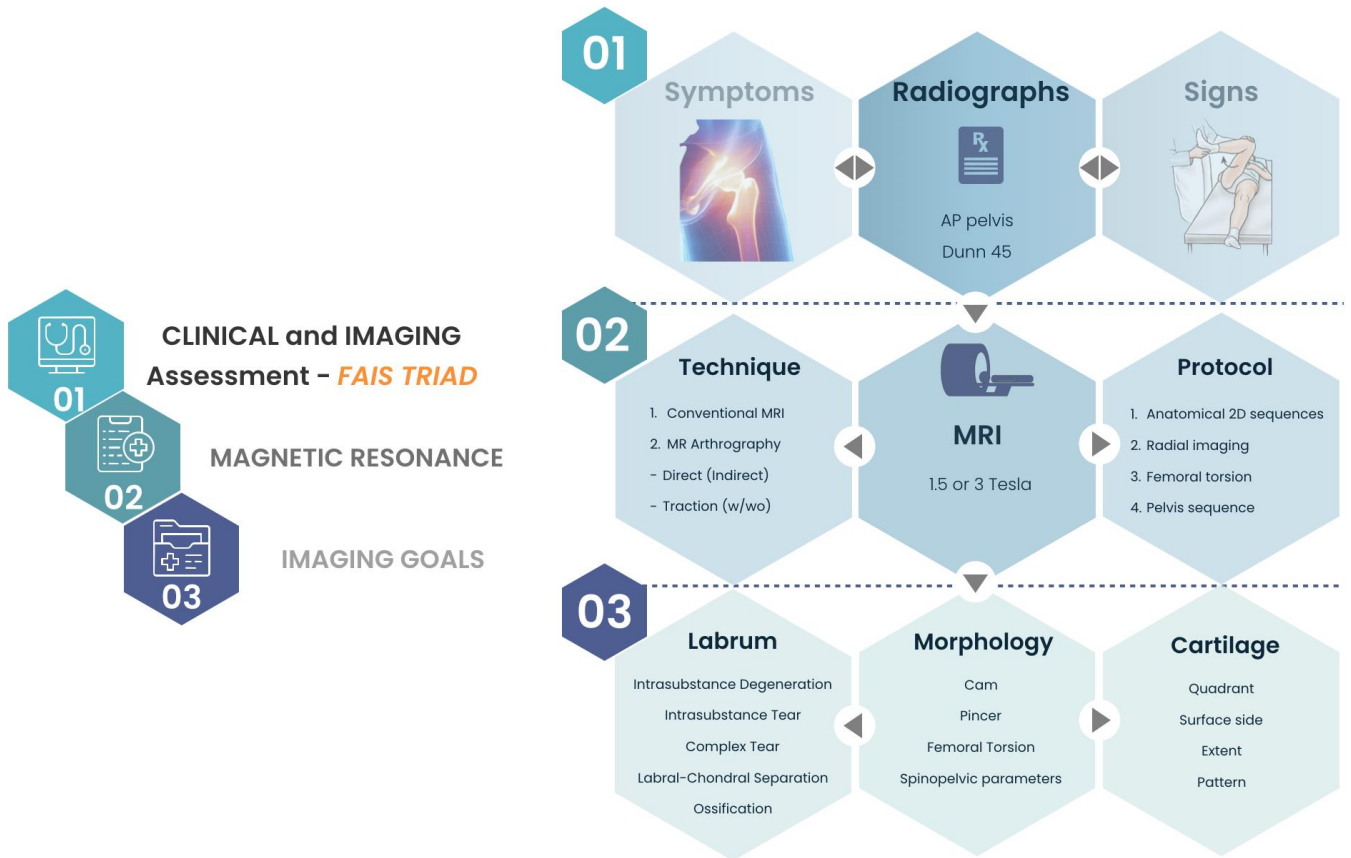 01
CLINICAL and IMAGING
Assessment - FAIS TRIAD
02
MAGNETIC RESONANCE
03
IMAGING GOALS
01
Symptoms
Radiographs
Rx
AP pelvis
Dunn 45
Signs
02
Technique
1. Conventional MRI
2. MR Arthrography
- Direct (Indirect)
- Traction (w/wo)
MRI
1.5 or 3 Tesla
Protocol
1. Anatomical 2D sequences
2. Radial imaging
3. Femoral torsion
4. Pelvis sequence
03
Labrum
Intrasubstance Degeneration
Intrasubstance Tear
Complex Tear
Labral-Chondral Separation
Ossification
Morphology
Cam
Pincer
Femoral Torsion
Spinopelvic parameters
Cartilage
Quadrant
Surface side
Extent
Pattern